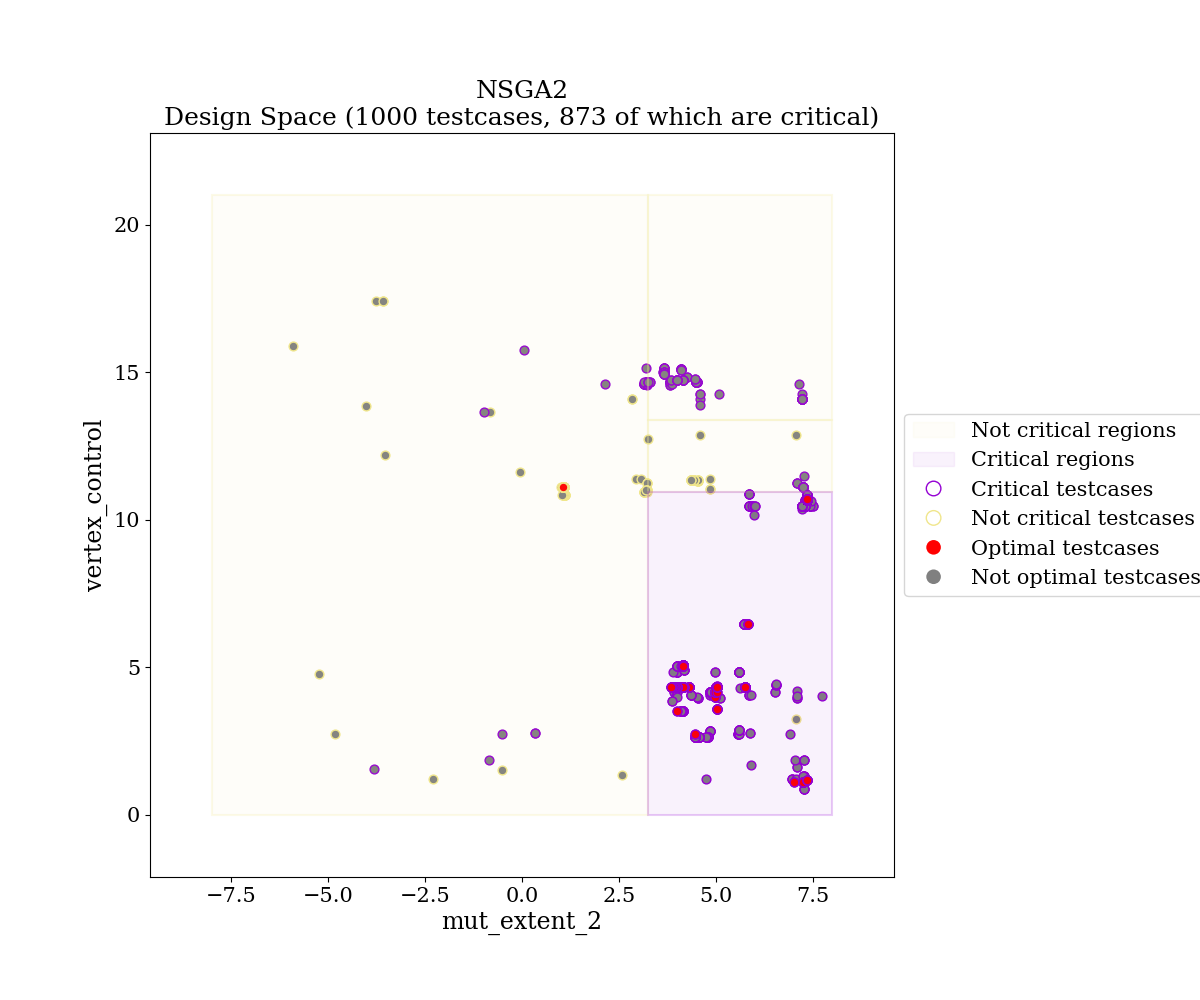 NSGA2
Design Space (1000 testcases, 873 of which are critical)
vertex_control
20
15
10
5
0
−7.5
−5.0
−2.5
0.0
2.5
5.0
7.5
mut_extent_2
Not critical regions
Critical regions
Critical testcases
Not critical testcases
Optimal testcases
Not optimal testcases